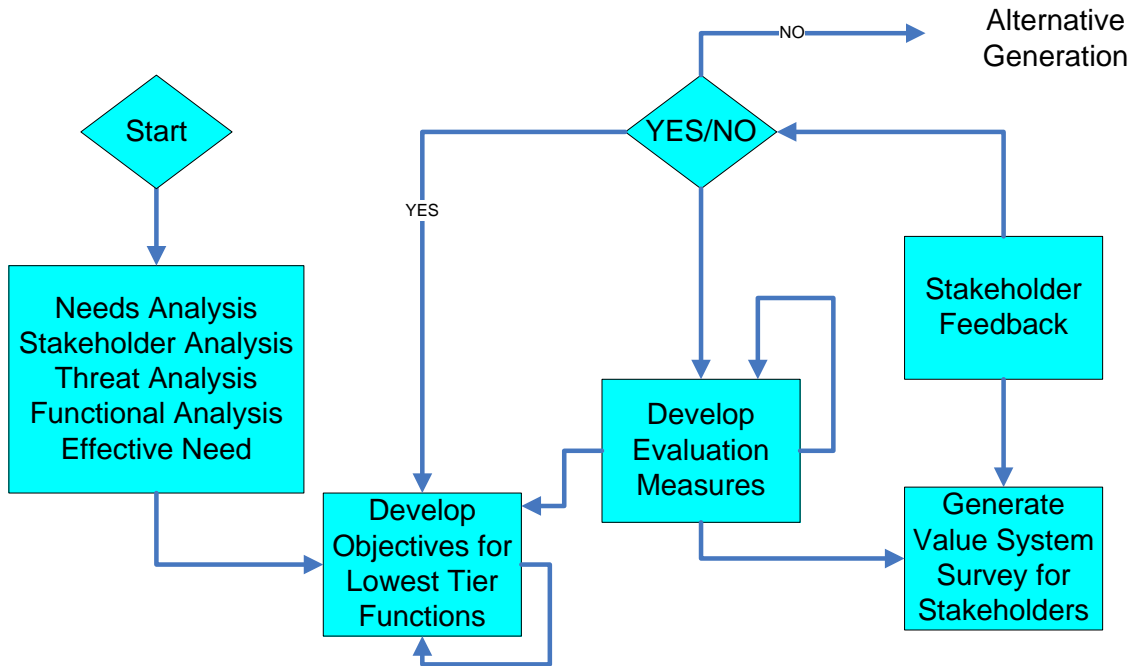 Start
Needs Analysis
Stakeholder Analysis
Threat Analysis
Functional Analysis
Effective Need
YES
Develop
Objectives for
Lowest Tier
Functions
YES/NO
NO
Alternative
Generation
Develop
Evaluation
Measures
Stakeholder
Feedback
Generate
Value System
Survey for
Stakeholders